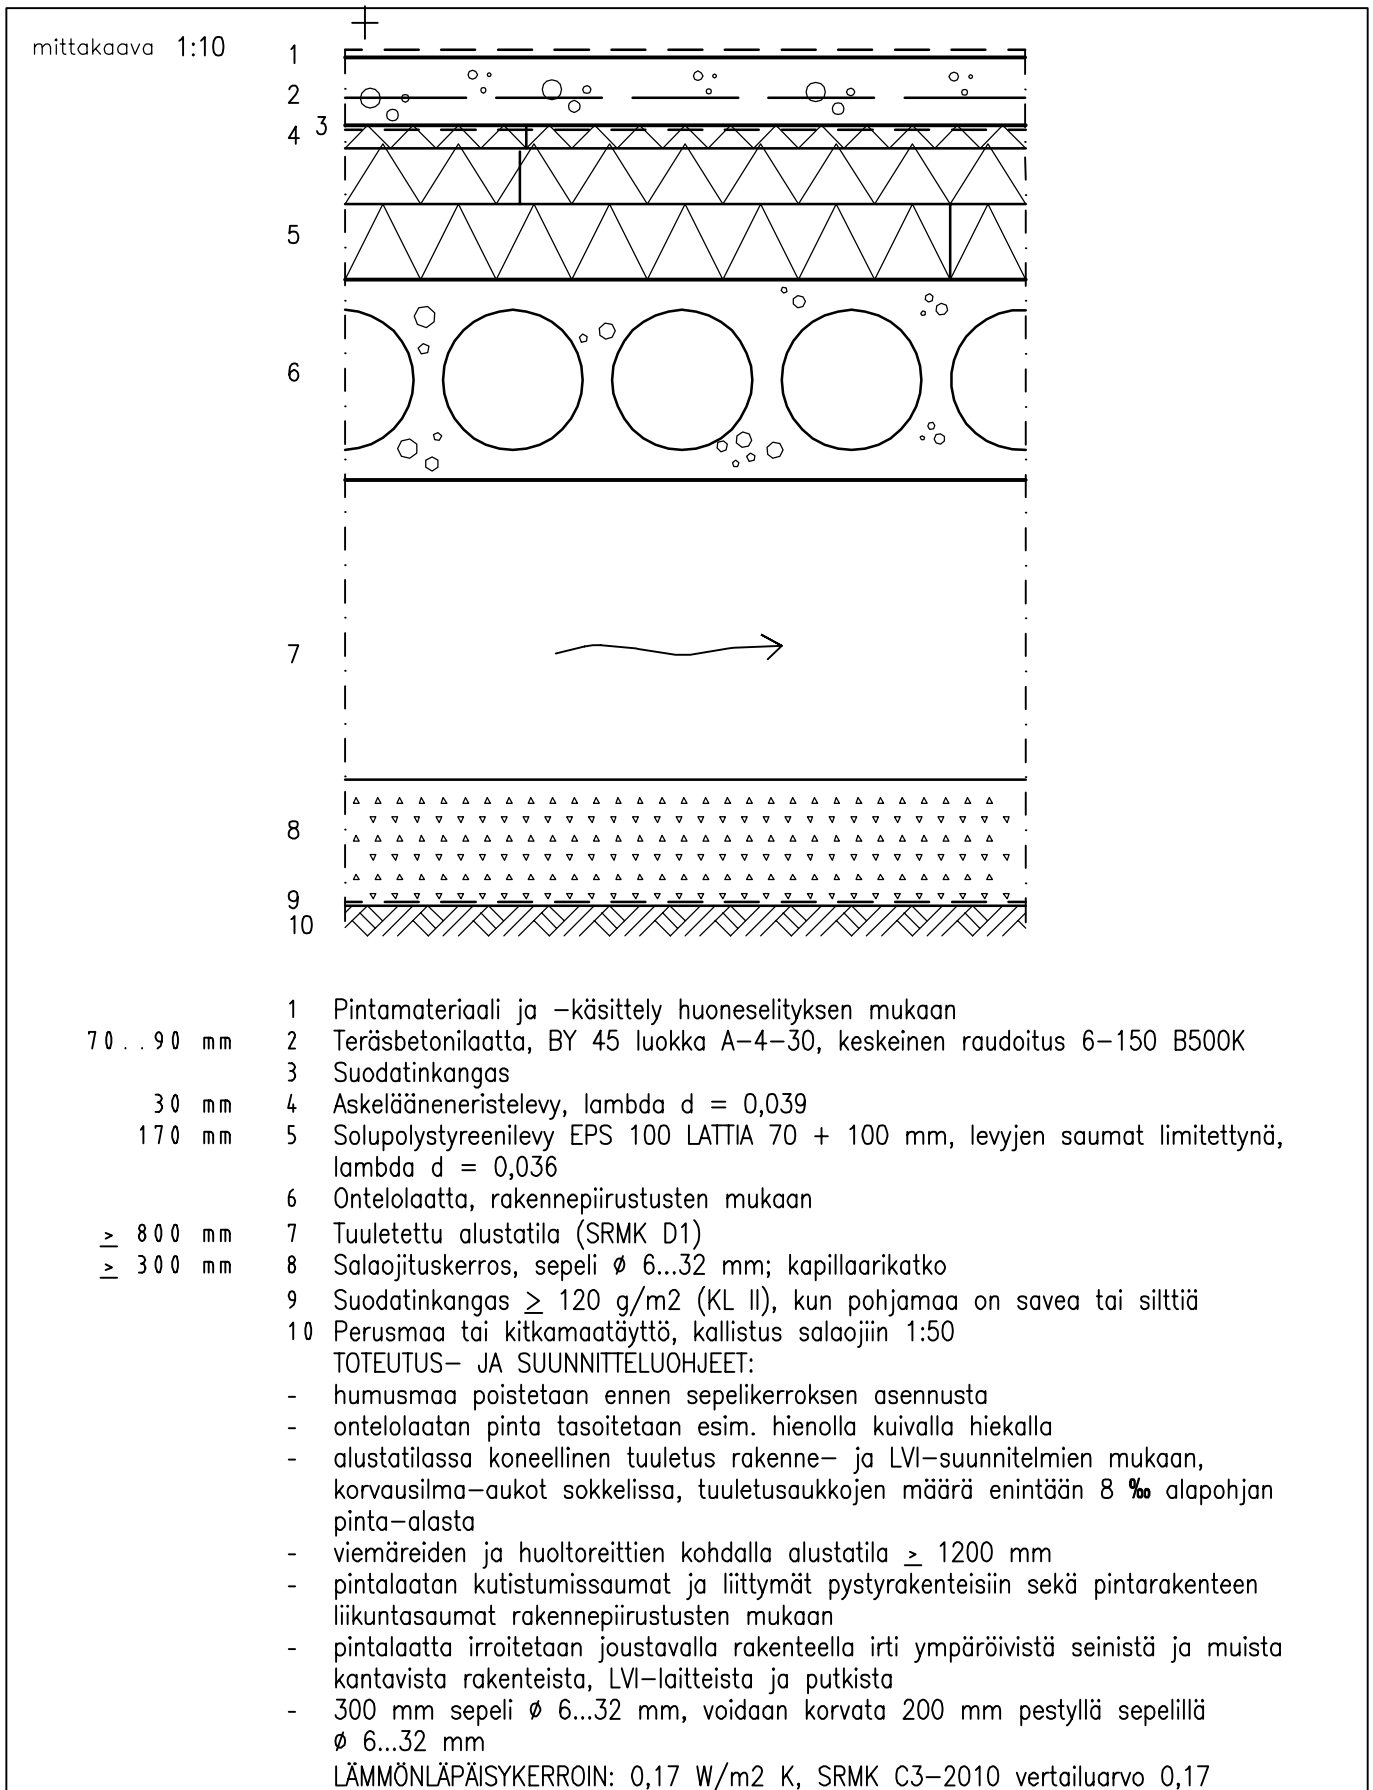 mittakaava 1:10
1
2
3
4
5
6
7
8
9
10
1 Pintamateriaali ja -käsittely huoneselityksen mukaan
70..90 mm 2 Teräsbetonilaatta, BY 45 luokka A-4-30, keskeinen raudoitus 6-150 B500K
3 Suodatinkangas
30 mm 4 Askelääneneristelevy, lambda d = 0,039
170 mm 5 Solupolystyreenilevy EPS 100 LATTIA 70 + 100 mm, levyjen saumat limitettynä,
lambda d = 0,036
6 Ontelolaatta, rakennepiirustusten mukaan
≥ 800 mm 7 Tuuletettu alustatila (SRMK D1)
≥ 300 mm 8 Salaojituskerros, sepeli ø 6...32 mm; kapillaarikatko
9 Suodatinkangas ≥ 120 g/m2 (KL II), kun pohjamaa on savea tai silttiä
10 Perusmaa tai kitkamaatäyttö, kallistus salaojiin 1:50
TOTEUTUS- JA SUUNNITTELUOHJEET:
- humusmaa poistetaan ennen sepelikerroksen asennusta
- ontelolaatan pinta tasoitetaan esim. hienolla kuivalla hiekalla
- alustatilassa koneellinen tuuletus rakenne- ja LVI-suunnitelmien mukaan,
korvausilma-aukot sokkelissa, tuuletusaukkojen määrä enintään 8 ‰ alapohjan
pinta-alasta
- viemäreiden ja huoltoreittien kohdalla alustatila ≥ 1200 mm
- pintalaatan kutistumissaumat ja liittymät pystyrakenteisiin sekä pintarakenteen
liikuntasaumat rakennepiirustusten mukaan
- pintalaatta irroitetaan joustavalla rakenteella irti ympäröivistä seinistä ja muista
kantavista rakenteista, LVI-laitteista ja putkista
- 300 mm sepeli ø 6...32 mm, voidaan korvata 200 mm pestyllä sepelillä
ø 6...32 mm
LÄMMÖNLÄPÄISYKERROIN: 0,17 W/m2 K, SRMK C3-2010 vertailuarvo 0,17